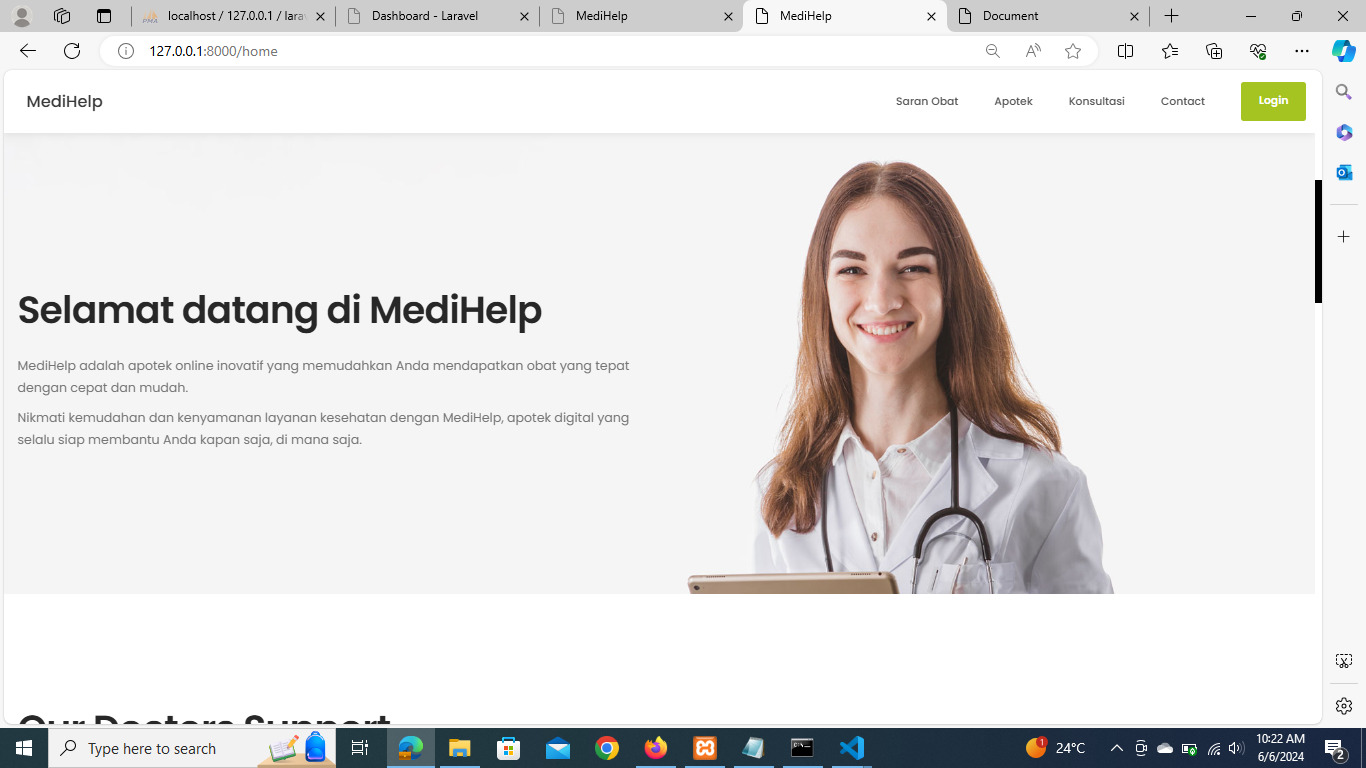 localhost / 127.0.0.1 / lara
Dashboard - Laravel
MediHelp
MediHelp
Document
127.0.0.1:8000/home
MediHelp
Saran Obat
Apotek
Konsultasi
Contact
Login
Selamat datang di MediHelp
MediHelp adalah apotek online inovatif yang memudahkan Anda mendapatkan obat yang tepat
dengan cepat dan mudah.
Nikmati kemudahan dan kenyamanan layanan kesehatan dengan MediHelp, apotek digital yang
selalu siap membantu Anda kapan saja, di mana saja.
Our Doctors Support
Type here to search
1
24°C
10:22 AM
6/6/2024
2